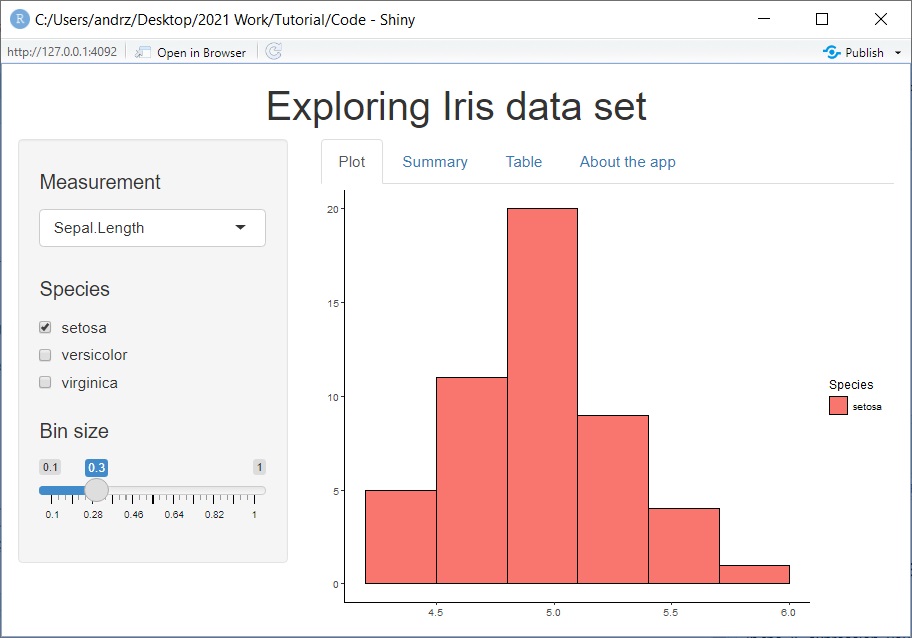 R C:/Users/andrz/Desktop/2021 Work/Tutorial/Code - Shiny
http://127.0.0.1:4092 Open in Browser Publish
Exploring Iris data set
Measurement
Sepal.Length
Species
setosa
versicolor
virginica
Bin size
0.1 0.3 1
0.1 0.28 0.46 0.64 0.82 1
Plot Summary Table About the app
20
15
10
5
0
4.5 5.0 5.5 6.0
Species
setosa